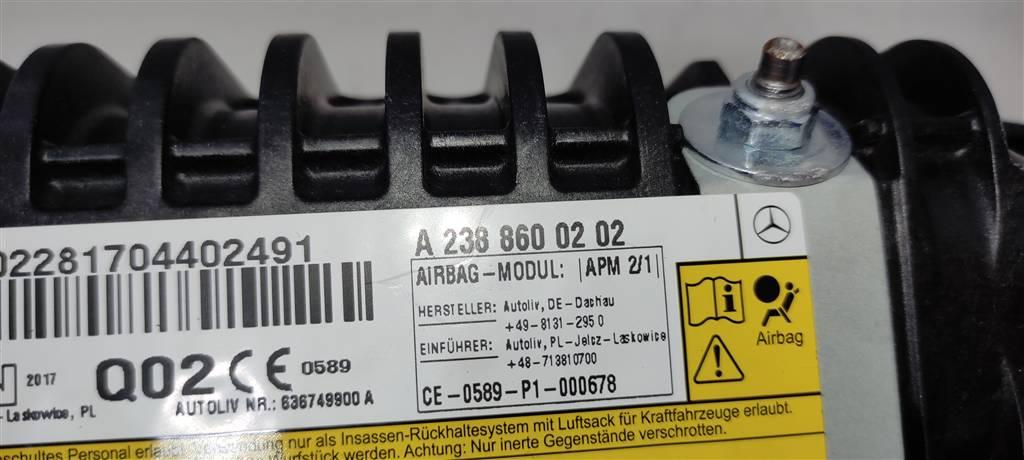 02281704402491
A 238 860 02 02
AIRBAG-MODUL: |APM 2/1|
HERSTELLER: Autoliv, DE-Dachau
+49-8131-295 0
EINFÜHRER: Autoliv, PL-Jelcz-Laskowice
+48-713810700
CE-0589-P1-000678
2017
Q02 CE 0589
-Laskowice, PL
AUTOLIV NR.: 636749900 A
i
Airbag
!
nur als Insassen-Rückhaltesystem mit Luftsack für Kraftfahrzeuge erlaubt.
werden. Achtung: Nur inerte Gegenstände verschrotten.